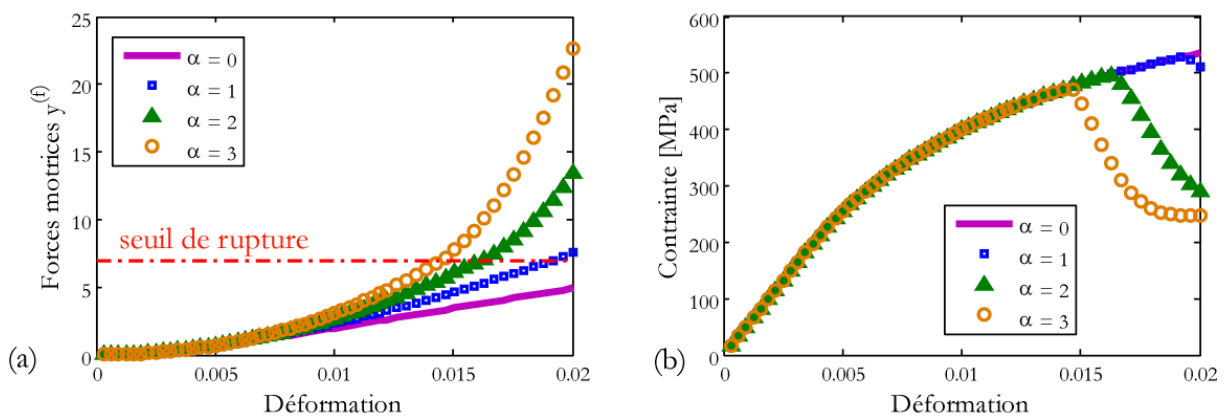 25
20
15
10
5
0
Forces motrices y(f)
α = 0
α = 1
α = 2
α = 3
seuil de rupture
0 0.005 0.01 0.015 0.02
Déformation
(a)
600
500
400
300
200
100
0
Contrainte [MPa]
α = 0
α = 1
α = 2
α = 3
0 0.005 0.01 0.015 0.02
Déformation
(b)